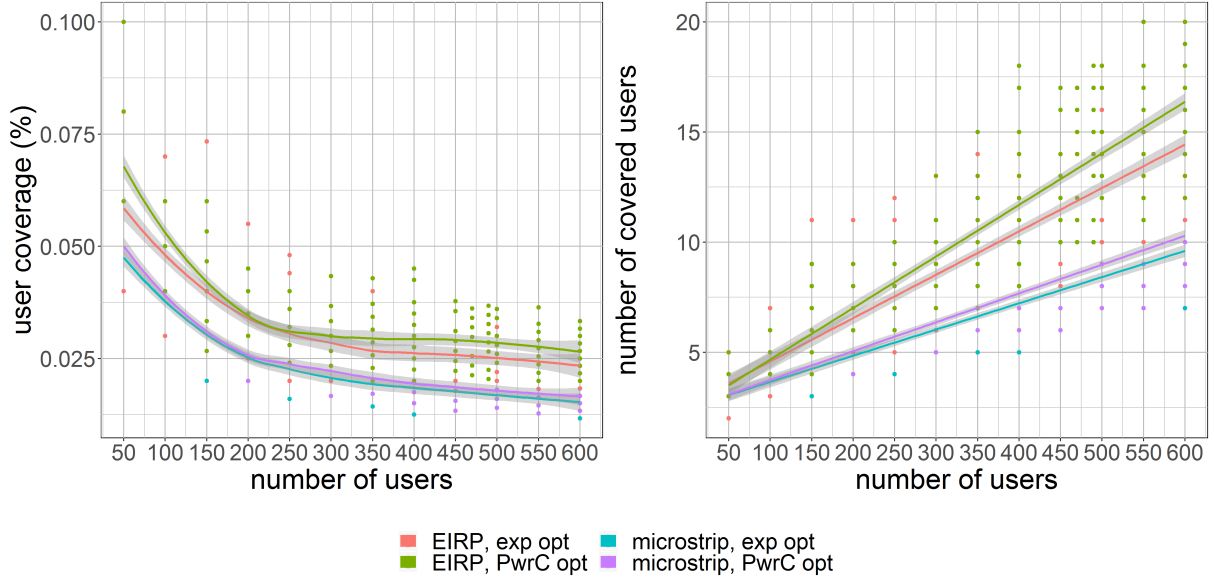 user coverage (%)
0.100
0.075
0.050
0.025
50 100 150 200 250 300 350 400 450 500 550 600
number of users
number of covered users
20
15
10
5
50 100 150 200 250 300 350 400 450 500 550 600
number of users
EIRP, exp opt
EIRP, PwrC opt
microstrip, exp opt
microstrip, PwrC opt